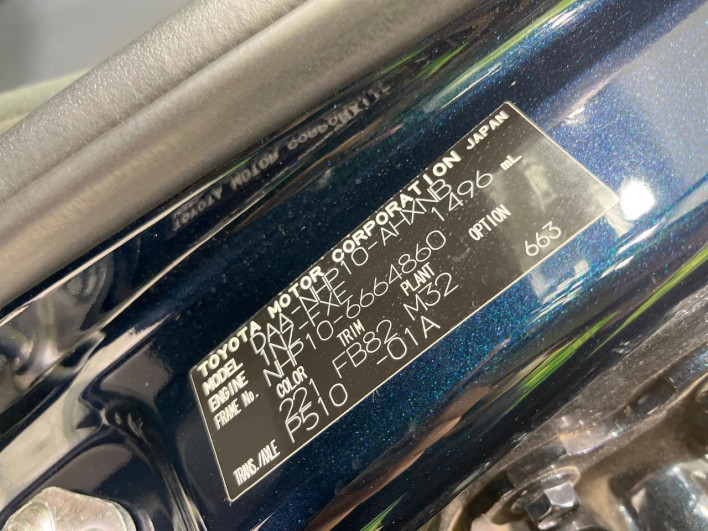 TOYOTA MOTOR CORPORATION JAPAN
MODEL DAA-NHP10-AHXNB
ENGINE 1NZ-FXE 1496 mL
FRAME No. NHP10-6664860
COLOR TRIM PLANT OPTION
221 FB82 M32 663
TRANS./AXLE P510 -01A